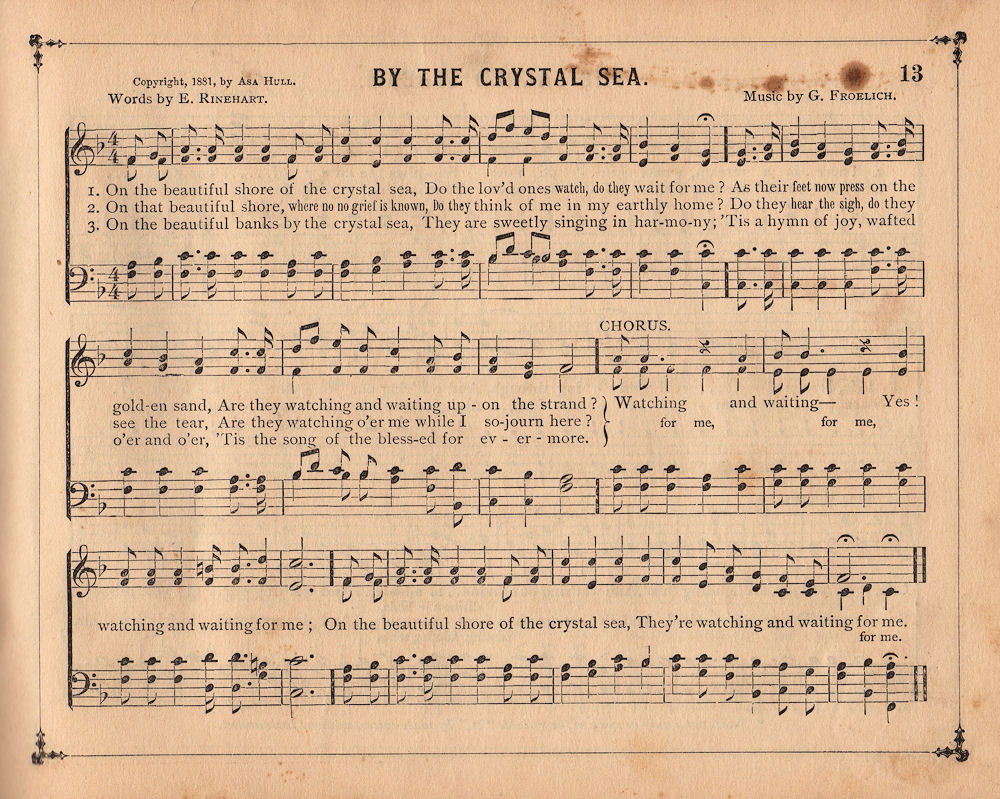 BY THE CRYSTAL SEA.
13
Copyright, 1881, by ASA HULL.
Words by E. RINEHART.
Music by G. FROELICH.
1. On the beautiful shore of the crystal sea, Do the lov'd ones watch, do they wait for me? As their feet now press on the
2. On that beautiful shore, where no no grief is known, Do they think of me in my earthly home? Do they hear the sigh, do they
3. On the beautiful banks by the crystal sea, They are sweetly singing in har-mo-ny; 'Tis a hymn of joy, wafted
CHORUS.
gold-en sand, Are they watching and waiting up - on the strand? Watching and waiting— Yes!
see the tear, Are they watching o'er me while I so-journ here? for me, for me,
o'er and o'er, 'Tis the song of the bless-ed for ev - er - more.
watching and waiting for me; On the beautiful shore of the crystal sea, They're watching and waiting for me.
for me.